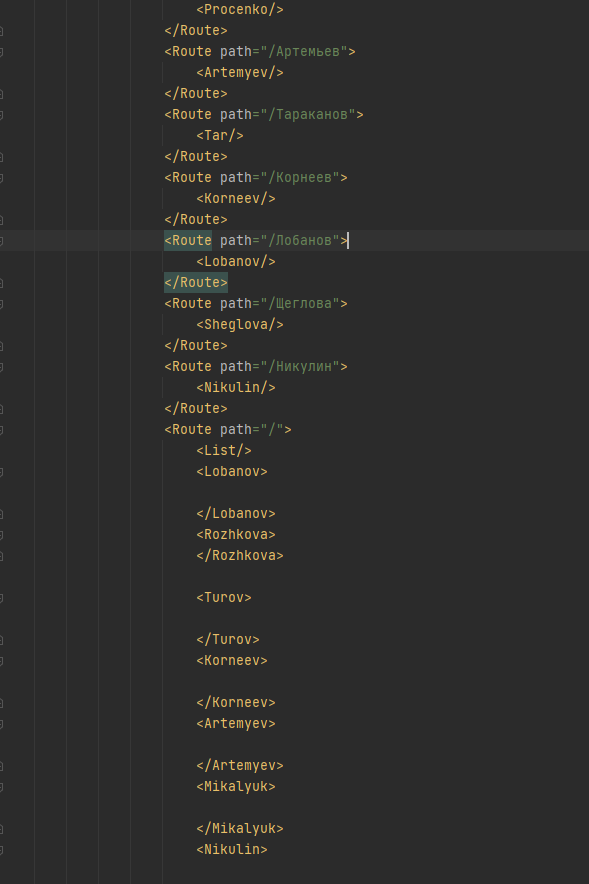 <Procenko/>
</Route>
<Route path="/Артемьев">
<Artemyev/>
</Route>
<Route path="/Тараканов">
<Tar/>
</Route>
<Route path="/Корнеев">
<Korneev/>
</Route>
<Route path="/Лобанов">
<Lobanov/>
</Route>
<Route path="/Щеглова">
<Sheglova/>
</Route>
<Route path="/Никулин">
<Nikulin/>
</Route>
<Route path="/">
<List/>
<Lobanov>
</Lobanov>
<Rozhkova>
</Rozhkova>
<Turov>
</Turov>
<Korneev>
</Korneev>
<Artemyev>
</Artemyev>
<Mikalyuk>
</Mikalyuk>
<Nikulin>